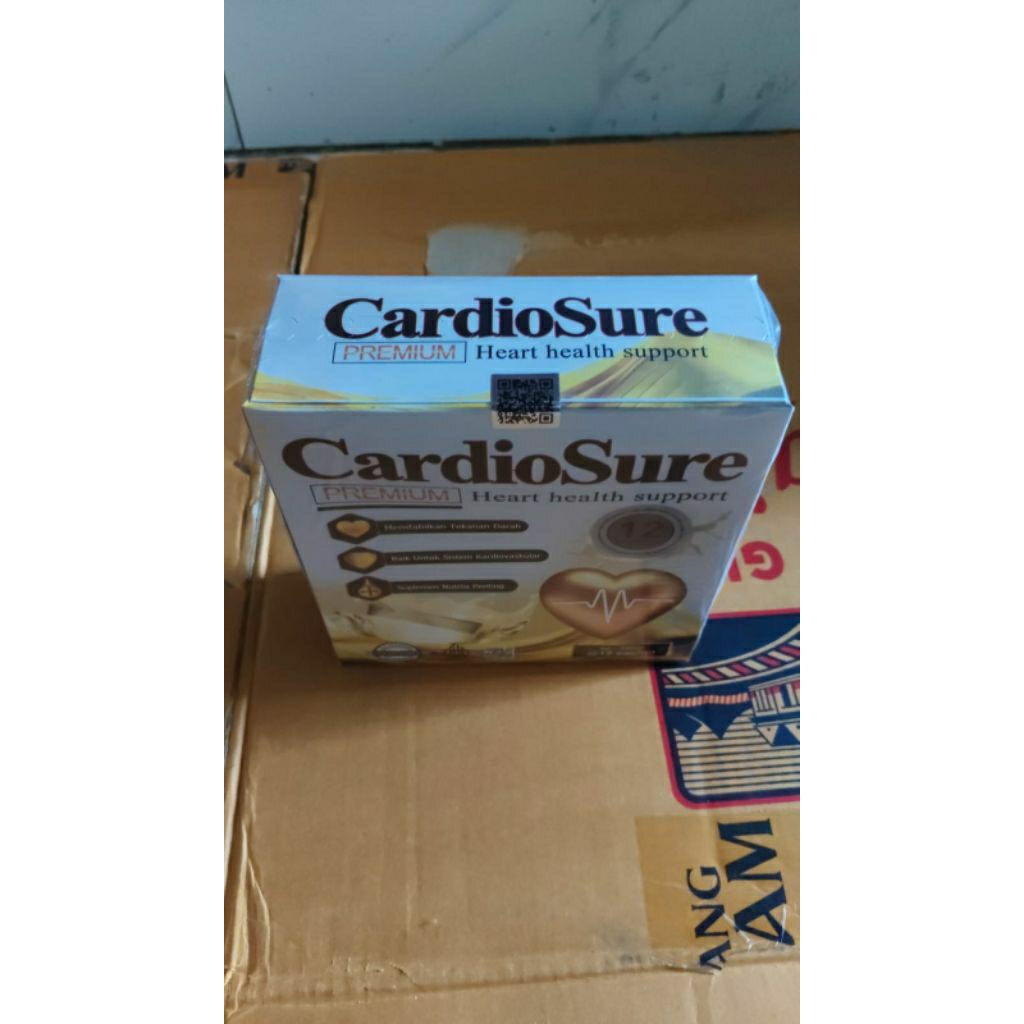 CardioSure
PREMIUM Heart health support
CardioSure
PREMIUM Heart health support
Menstabilkan Tekanan Darah
12
Baik Untuk Sistem Kardiovaskular
Suplemen Nutrisi Penting
ANG
AM